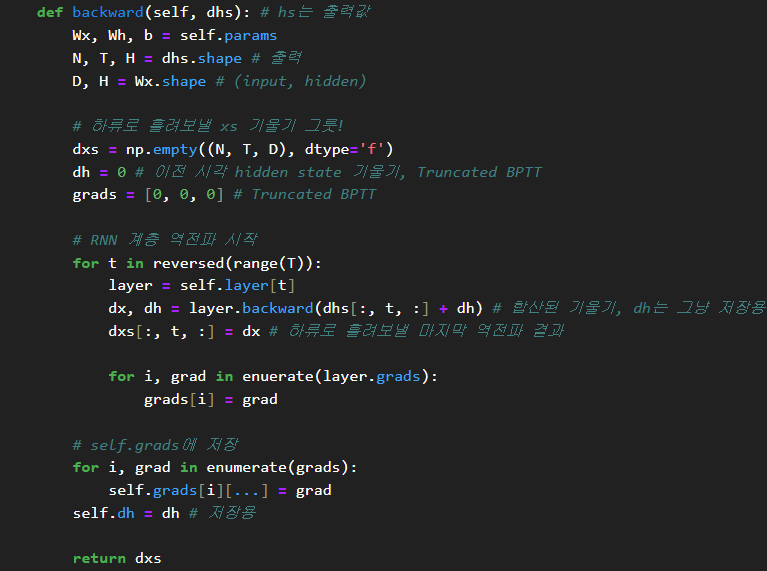 def backward(self, dhs): # hs는 출력값
    Wx, Wh, b = self.params
    N, T, H = dhs.shape # 출력
    D, H = Wx.shape # (input, hidden)

    # 하류로 흘려보낼 xs 기울기 그릇!
    dxs = np.empty((N, T, D), dtype='f')
    dh = 0 # 이전 시각 hidden state 기울기, Truncated BPTT
    grads = [0, 0, 0] # Truncated BPTT

    # RNN 계층 역전파 시작
    for t in reversed(range(T)):
        layer = self.layer[t]
        dx, dh = layer.backward(dhs[:, t, :] + dh) # 합산된 기울기, dh는 그냥 저장용
        dxs[:, t, :] = dx # 하류로 흘려보낼 마지막 역전파 결과

        for i, grad in enuerate(layer.grads):
            grads[i] = grad

    # self.grads에 저장
    for i, grad in enumerate(grads):
        self.grads[i][...] = grad
    self.dh = dh # 저장용

    return dxs